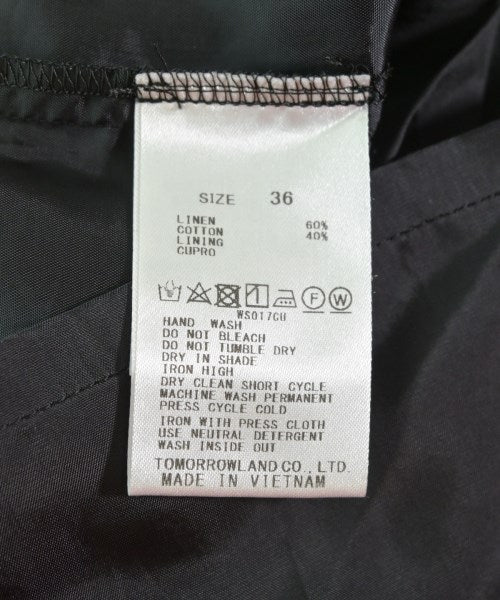 SIZE 36
LINEN 60%
COTTON 40%
LINING
CUPRO
F W
WS017CU
HAND WASH
DO NOT BLEACH
DO NOT TUMBLE DRY
DRY IN SHADE
IRON HIGH
DRY CLEAN SHORT CYCLE
MACHINE WASH PERMANENT
PRESS CYCLE COLD
IRON WITH PRESS CLOTH
USE NEUTRAL DETERGENT
WASH INSIDE OUT
TOMORROWLAND CO., LTD.
MADE IN VIETNAM